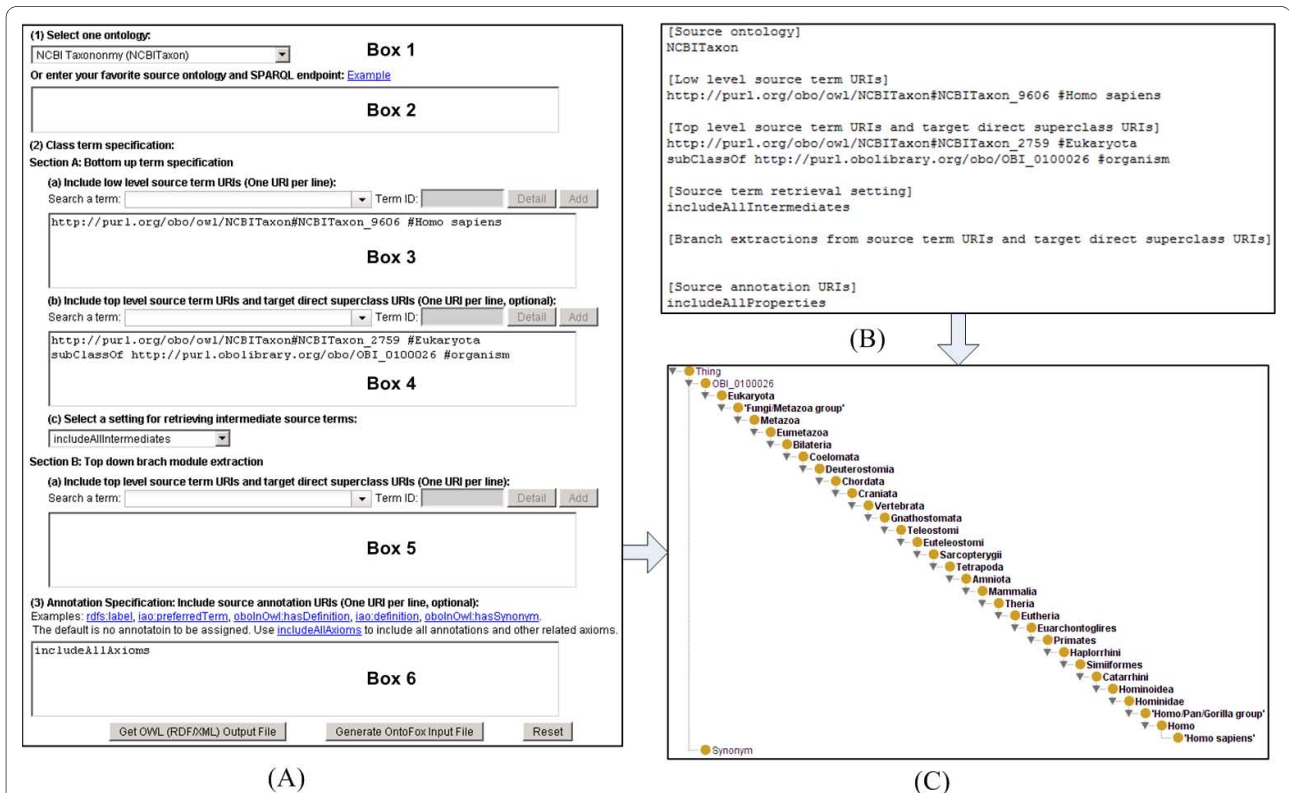 (1) Select one ontology:
NCBI Taxononmy (NCBITaxon)
Box 1
Or enter your favorite source ontology and SPARQL endpoint: Example
Box 2
(2) Class term specification:
Section A: Bottom up term specification
(a) Include low level source term URIs (One URI per line):
Search a term: Term ID: Detail Add
http://purl.org/obo/owl/NCBITaxon#NCBITaxon_9606 #Homo sapiens
Box 3
(b) Include top level source term URIs and target direct superclass URIs (One URI per line, optional):
Search a term: Term ID: Detail Add
http://purl.org/obo/owl/NCBITaxon#NCBITaxon_2759 #Eukaryota
subClassOf http://purl.obolibrary.org/obo/OBI_0100026 #organism
Box 4
(c) Select a setting for retrieving intermediate source terms:
includeAllIntermediates
Section B: Top down brach module extraction
(a) Include top level source term URIs and target direct superclass URIs (One URI per line):
Search a term: Term ID: Detail Add
Box 5
(3) Annotation Specification: Include source annotation URIs (One URI per line, optional):
Examples: rdfs:label, iao:preferredTerm, oboInOwl:hasDefinition, iao:definition, oboInOwl:hasSynonym.
The default is no annotatoin to be assigned. Use includeAllAxioms to include all annotations and other related axioms.
includeAllAxioms
Box 6
Get OWL (RDF/XML) Output File Generate OntoFox Input File Reset
(A)
[Source ontology]
NCBITaxon
[Low level source term URIs]
http://purl.org/obo/owl/NCBITaxon#NCBITaxon_9606 #Homo sapiens
[Top level source term URIs and target direct superclass URIs]
http://purl.org/obo/owl/NCBITaxon#NCBITaxon_2759 #Eukaryota
subClassOf http://purl.obolibrary.org/obo/OBI_0100026 #organism
[Source term retrieval setting]
includeAllIntermediates
[Branch extractions from source term URIs and target direct superclass URIs]
[Source annotation URIs]
includeAllProperties
(B)
Thing
OBI_0100026
Eukaryota
'Fungi/Metazoa group'
Metazoa
Eumetazoa
Bilateria
Coelomata
Deuterostomia
Chordata
Craniata
Vertebrata
Gnathostomata
Teleostomi
Euteleostomi
Sarcopterygii
Tetrapoda
Amniota
Mammalia
Theria
Eutheria
Euarchontoglires
Primates
Haplorrhini
Simiiformes
Catarrhini
Hominoidea
Hominidae
'Homo/Pan/Gorilla group'
Homo
'Homo sapiens'
Synonym
(C)